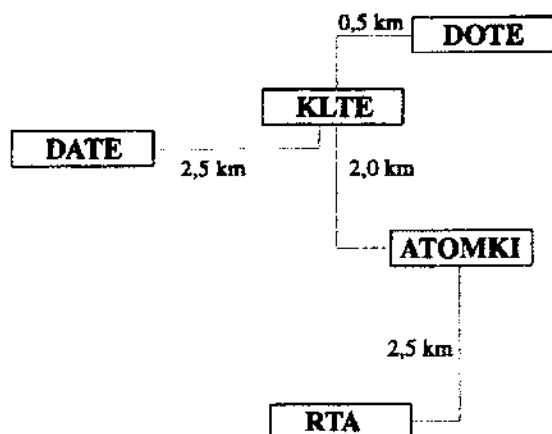 0,5 km
DOTE
KLTE
DATE
2,5 km
2,0 km
ATOMKI
2,5 km
RTA